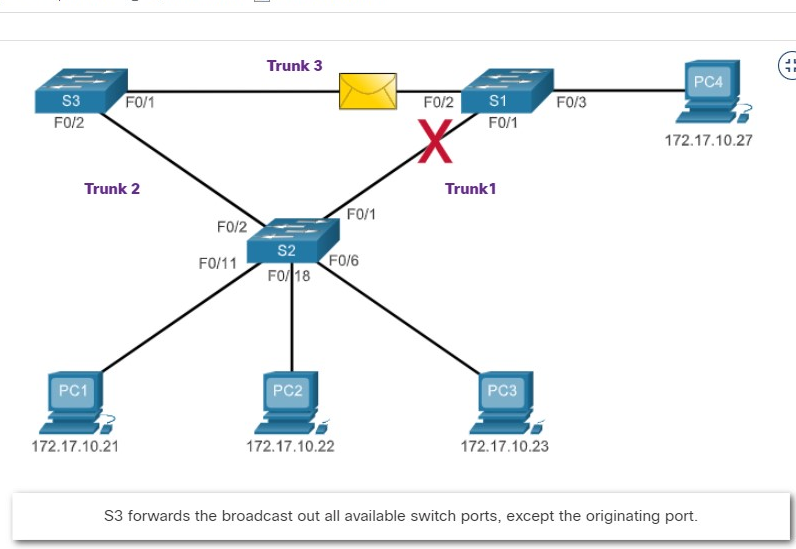 Trunk 3
PC4
S3
F0/1
F0/2
S1
F0/3
F0/2
F0/1
172.17.10.27
Trunk 2
Trunk1
F0/1
F0/2
S2
F0/11
F0/18
F0/6
PC1
PC2
PC3
172.17.10.21
172.17.10.22
172.17.10.23
S3 forwards the broadcast out all available switch ports, except the originating port.